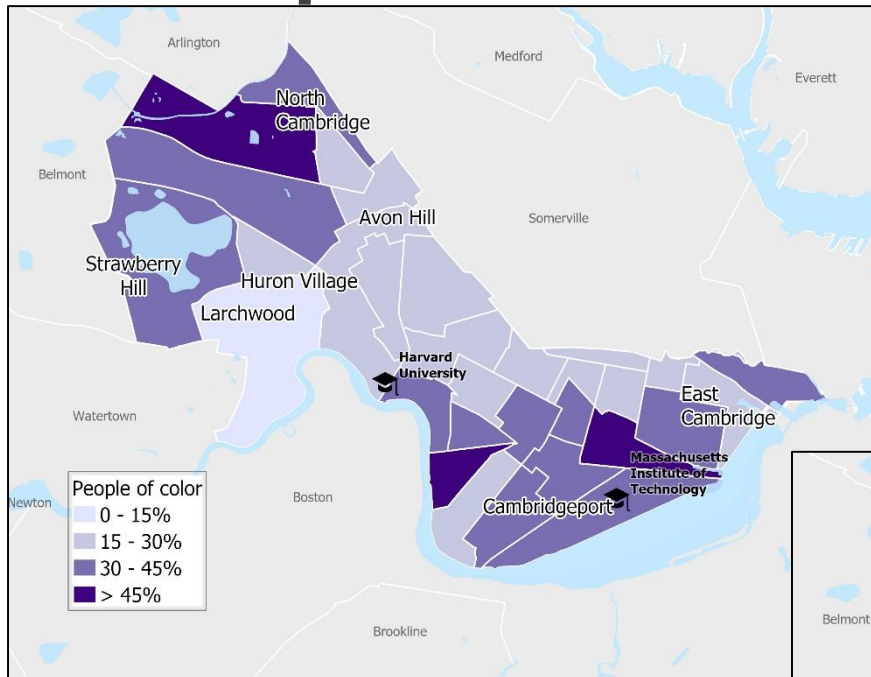 Arlington
Medford
Everett
North
Cambridge
Belmont
Avon Hill
Somerville
Strawberry
Hill
Huron Village
Larchwood
Harvard
University
East
Cambridge
Watertown
Massachusetts
Institute of
Technology
People of color
0 - 15%
15 - 30%
30 - 45%
> 45%
Newton
Boston
Cambridgeport
Brookline
Belmont